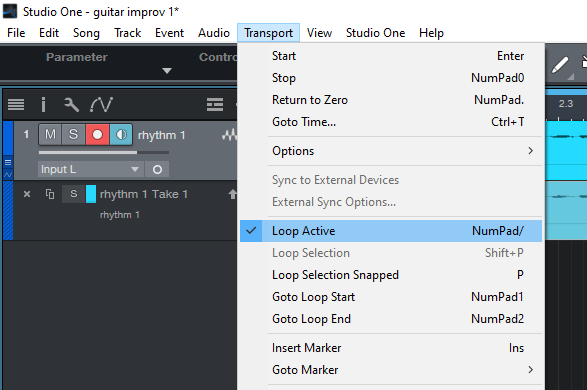 Studio One - guitar improv 1*
File Edit Song Track Event Audio Transport View Studio One Help
Parameter
Start Enter
Stop NumPad0
Return to Zero NumPad.
Goto Time... Ctrl+T
Options
Sync to External Devices
External Sync Options...
Loop Active NumPad/
Loop Selection Shift+P
Loop Selection Snapped P
Goto Loop Start NumPad1
Goto Loop End NumPad2
Insert Marker Ins
Goto Marker
2.3
1 M S rhythm 1
Input L
S rhythm 1 Take 1
rhythm 1